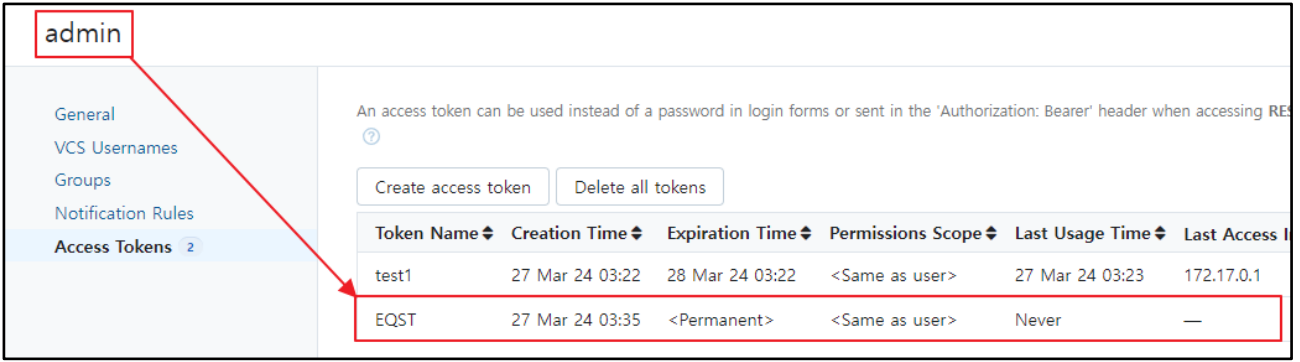 admin
General
VCS Usernames
Groups
Notification Rules
Access Tokens 2
An access token can be used instead of a password in login forms or sent in the 'Authorization: Bearer' header when accessing RES
?
Create access token Delete all tokens
Token Name Creation Time Expiration Time Permissions Scope Last Usage Time Last Access I
test1 27 Mar 24 03:22 28 Mar 24 03:22 <Same as user> 27 Mar 24 03:23 172.17.0.1
EQST 27 Mar 24 03:35 <Permanent> <Same as user> Never —